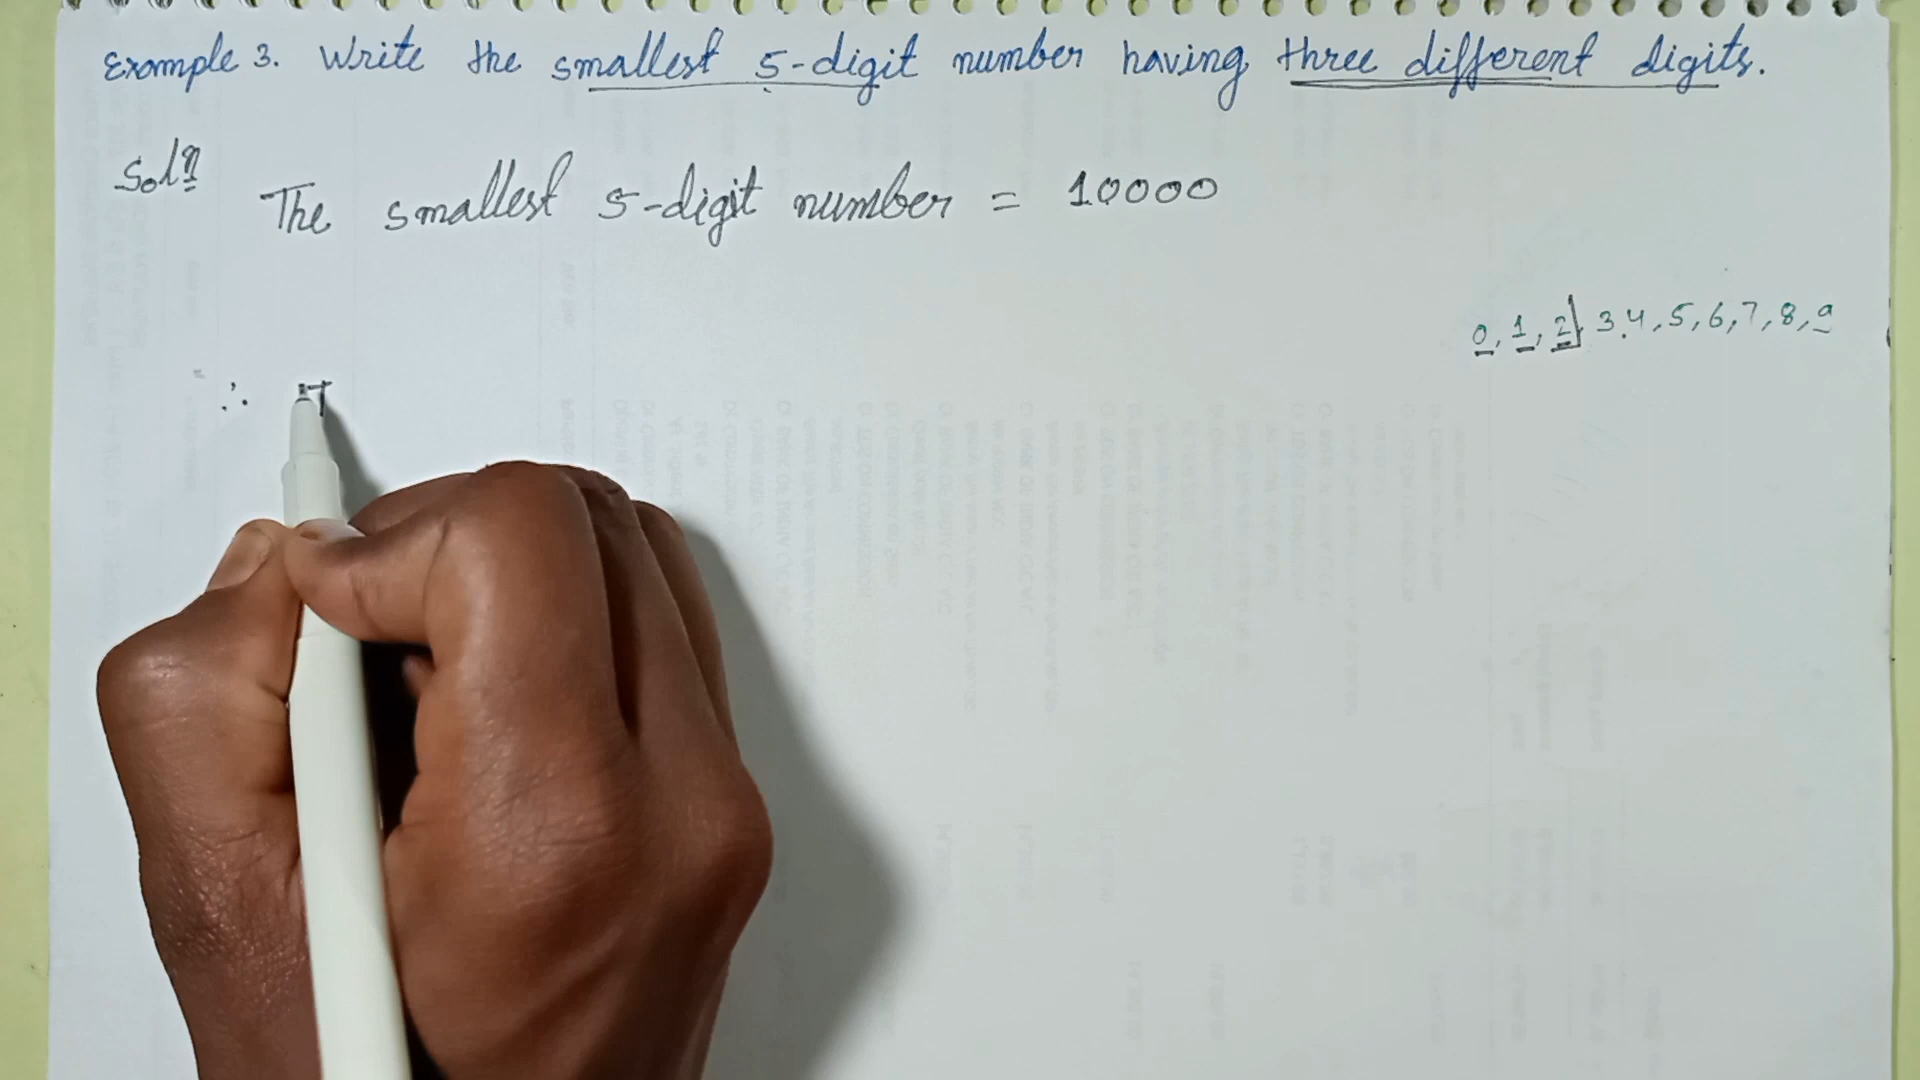 Example 3. Write the smallest 5-digit number having three different digits.
Solⁿ
The smallest 5-digit number = 10000
0, 1, 2, 3, 4, 5, 6, 7, 8, 9
∴ T